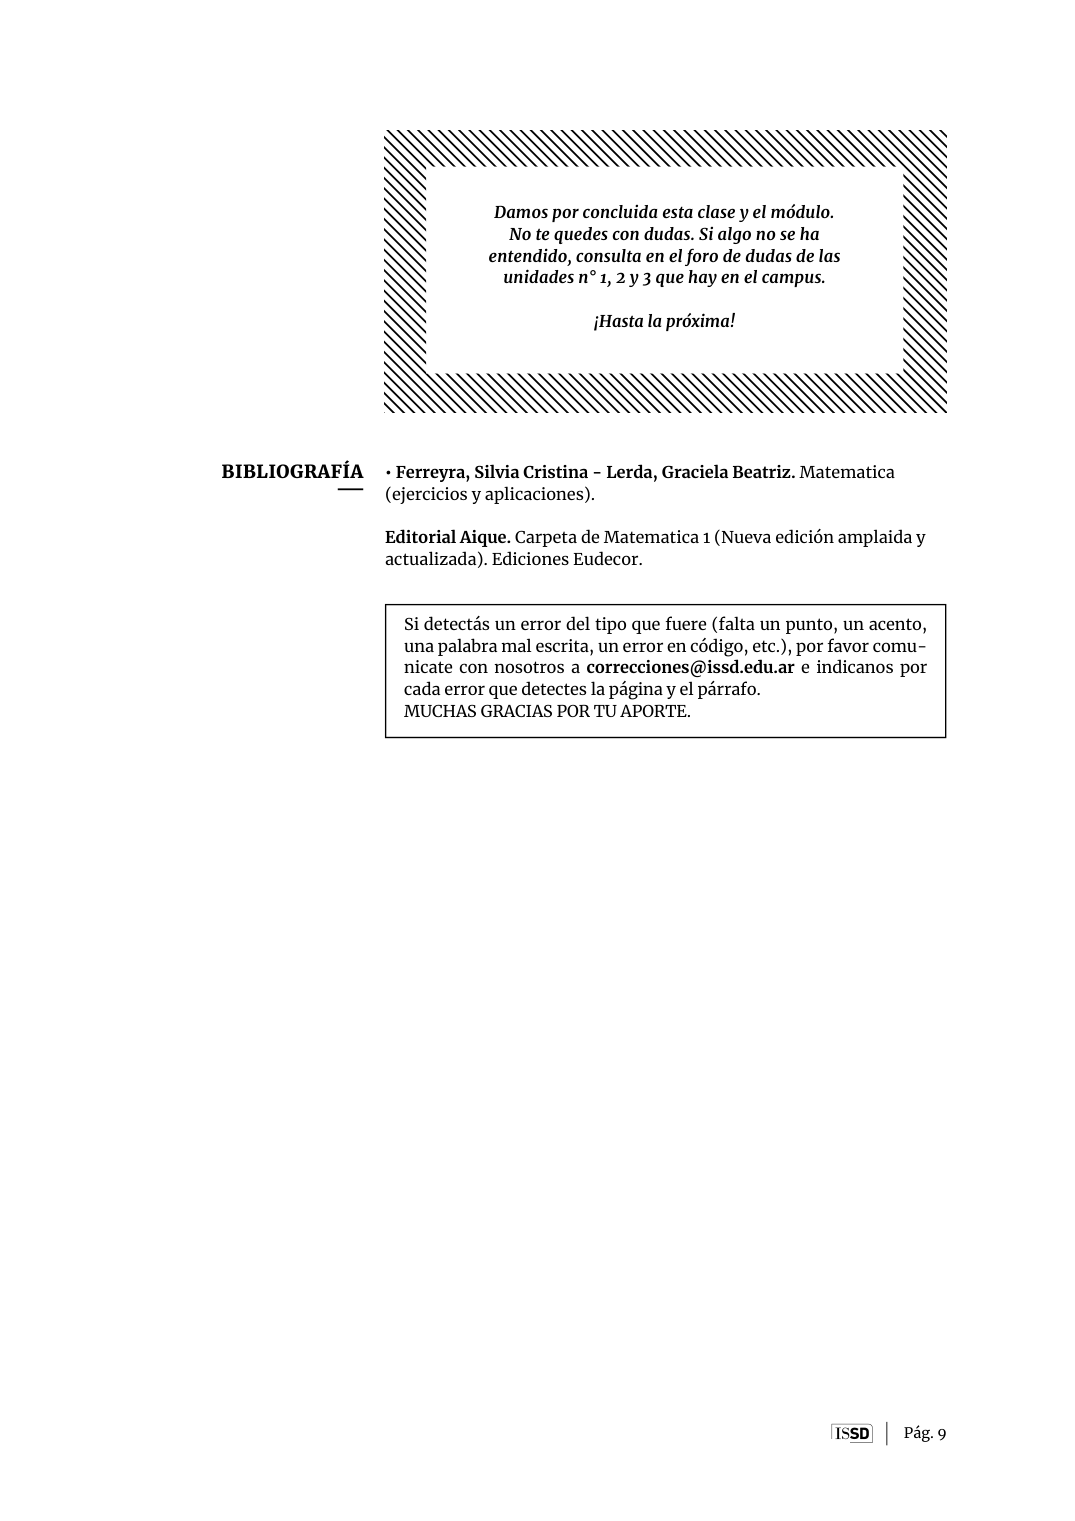 Damos por concluida esta clase y el módulo.
No te quedes con dudas. Si algo no se ha
entendido, consulta en el foro de dudas de las
unidades n° 1, 2 y 3 que hay en el campus.
¡Hasta la próxima!
BIBLIOGRAFÍA
• Ferreyra, Silvia Cristina - Lerda, Graciela Beatriz. Matematica
(ejercicios y aplicaciones).
Editorial Aique. Carpeta de Matematica 1 (Nueva edición amplaida y
actualizada). Ediciones Eudecor.
Si detectás un error del tipo que fuere (falta un punto, un acento,
una palabra mal escrita, un error en código, etc.), por favor comu-
nicate con nosotros a correcciones@issd.edu.ar e indicanos por
cada error que detectes la página y el párrafo.
MUCHAS GRACIAS POR TU APORTE.
ISSD | Pág. 9